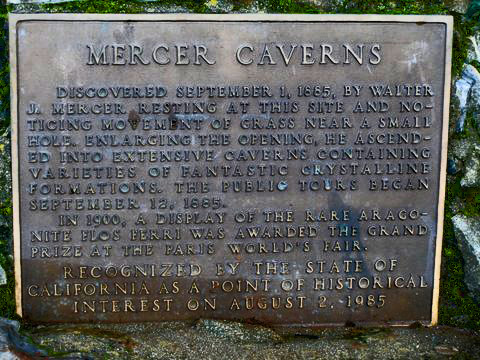 MERCER CAVERNS
DISCOVERED SEPTEMBER 1, 1885, BY WALTER
J. MERCER. RESTING AT THIS SITE AND NO-
TICING MOVEMENT OF GRASS NEAR A SMALL
HOLE. ENLARGING THE OPENING, HE ASCEND-
ED INTO EXTENSIVE CAVERNS CONTAINING
VARIETIES OF FANTASTIC CRYSTALLINE
FORMATIONS. THE PUBLIC TOURS BEGAN
SEPTEMBER 12, 1885.
IN 1900, A DISPLAY OF THE RARE ARAGO-
NITE FLOS FERRI WAS AWARDED THE GRAND
PRIZE AT THE PARIS WORLD'S FAIR.
RECOGNIZED BY THE STATE OF
CALIFORNIA AS A POINT OF HISTORICAL
INTEREST ON AUGUST 2, 1985